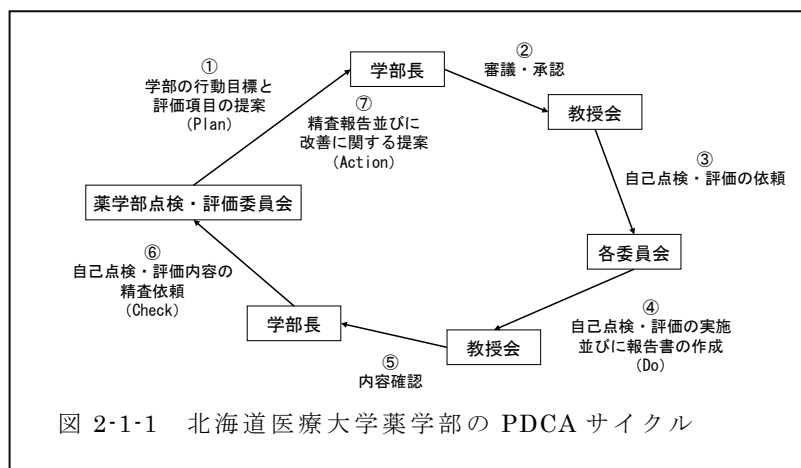 ①
学部の行動目標と
評価項目の提案
(Plan)
学部長
②
審議・承認
⑦
精査報告並びに
改善に関する提案
(Action)
教授会
③
自己点検・評価の依頼
薬学部点検・評価委員会
各委員会
⑥
自己点検・評価内容の
精査依頼
(Check)
学部長
④
自己点検・評価の実施
並びに報告書の作成
(Do)
教授会
⑤
内容確認
図 2-1-1 北海道医療大学薬学部の PDCA サイクル